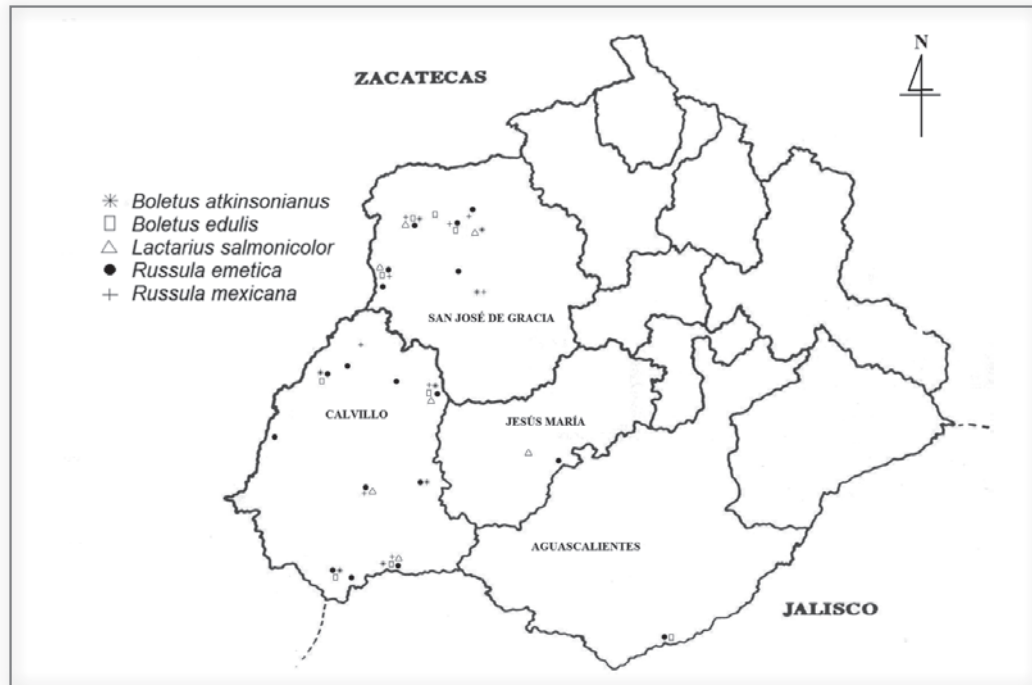 ZACATECAS
N
Boletus atkinsonianus
Boletus edulis
Lactarius salmonicolor
Russula emetica
Russula mexicana
SAN JOSÉ DE GRACIA
CALVILLO
JESÚS MARÍA
AGUASCALIENTES
JALISCO